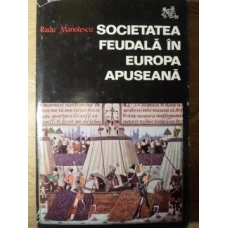 Radu Manolescu
SOCIETATEA
FEUDALĂ ÎN
EUROPA
APUSEANĂ